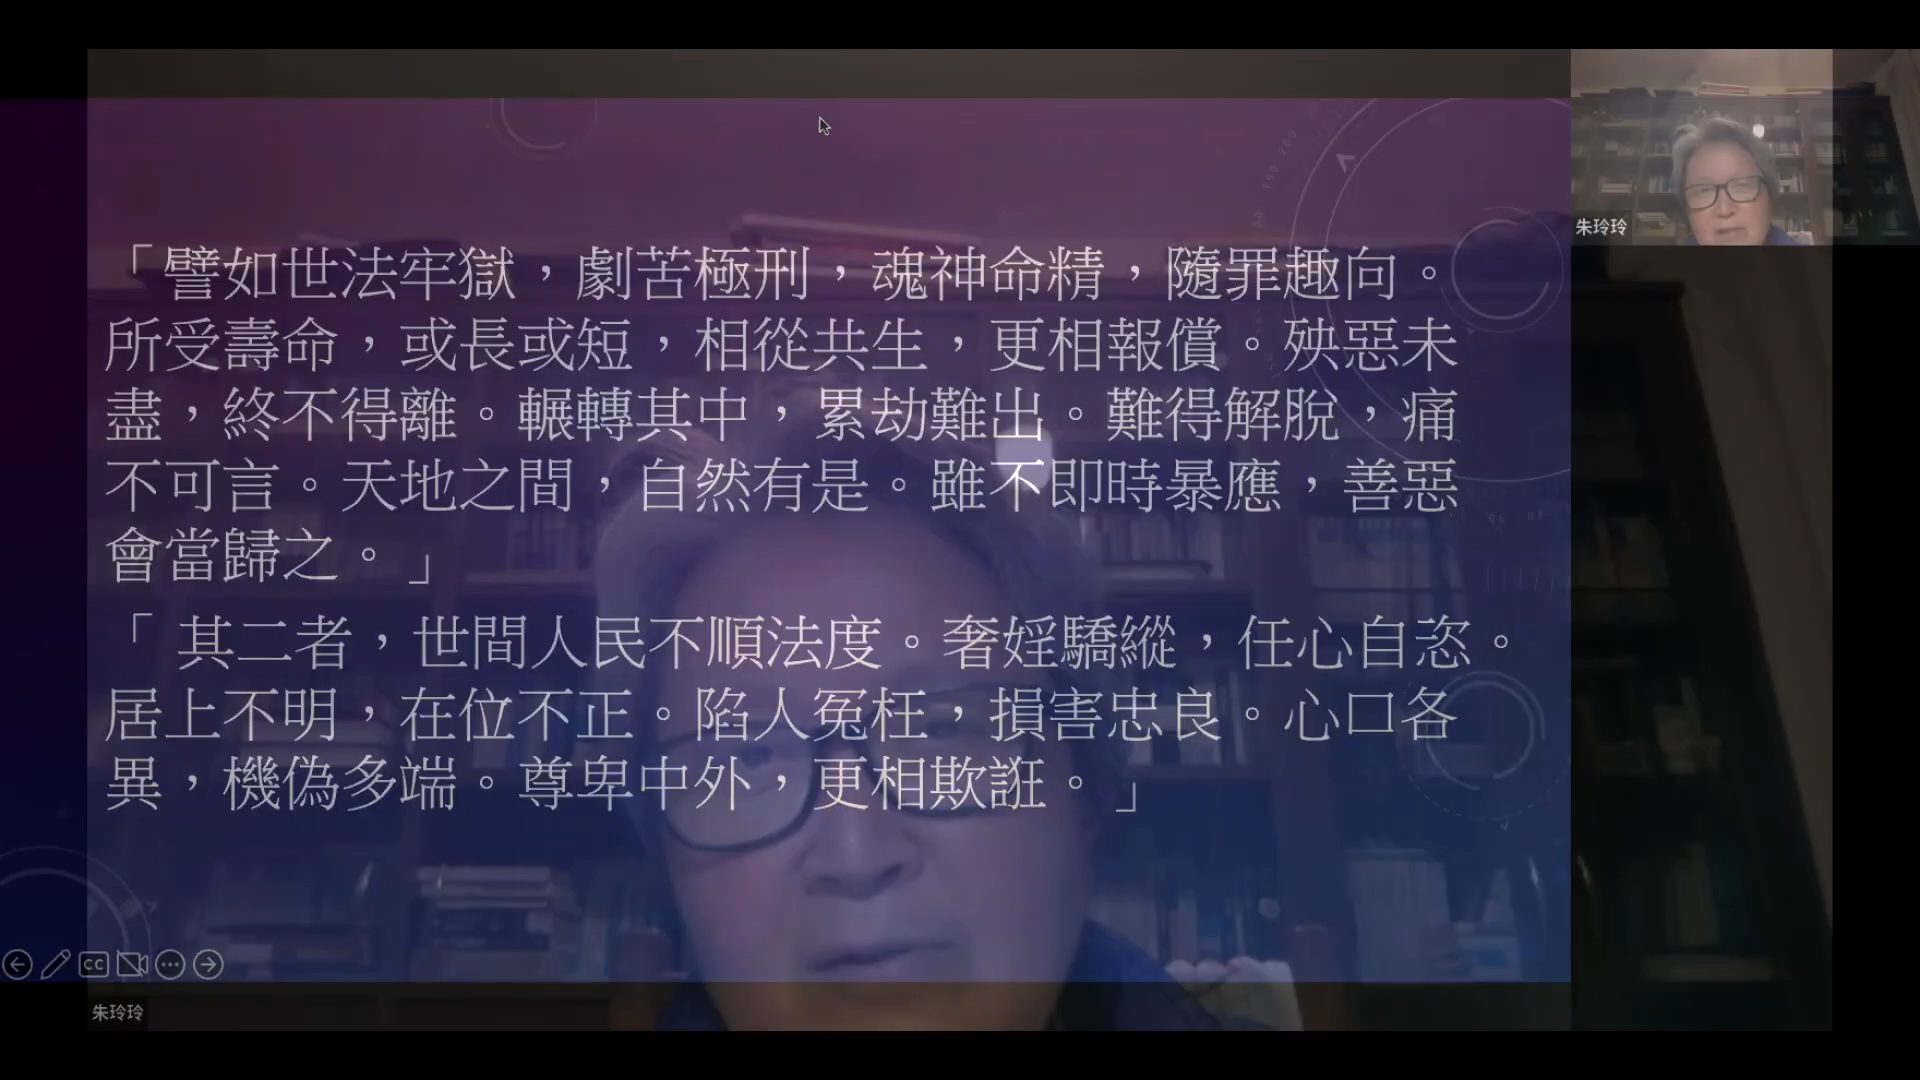 「譬如世法牢獄，劇苦極刑，魂神命精，隨罪趣向。
所受壽命，或長或短，相從共生，更相報償。殃惡未
盡，終不得離。輾轉其中，累劫難出。難得解脫，痛
不可言。天地之間，自然有是。雖不即時暴應，善惡
會當歸之。」
「 其二者，世間人民不順法度。奢婬驕縱，任心自恣。
居上不明，在位不正。陷人冤枉，損害忠良。心口各
異，機偽多端。尊卑中外，更相欺誑。」
朱玲玲
CC
朱玲玲